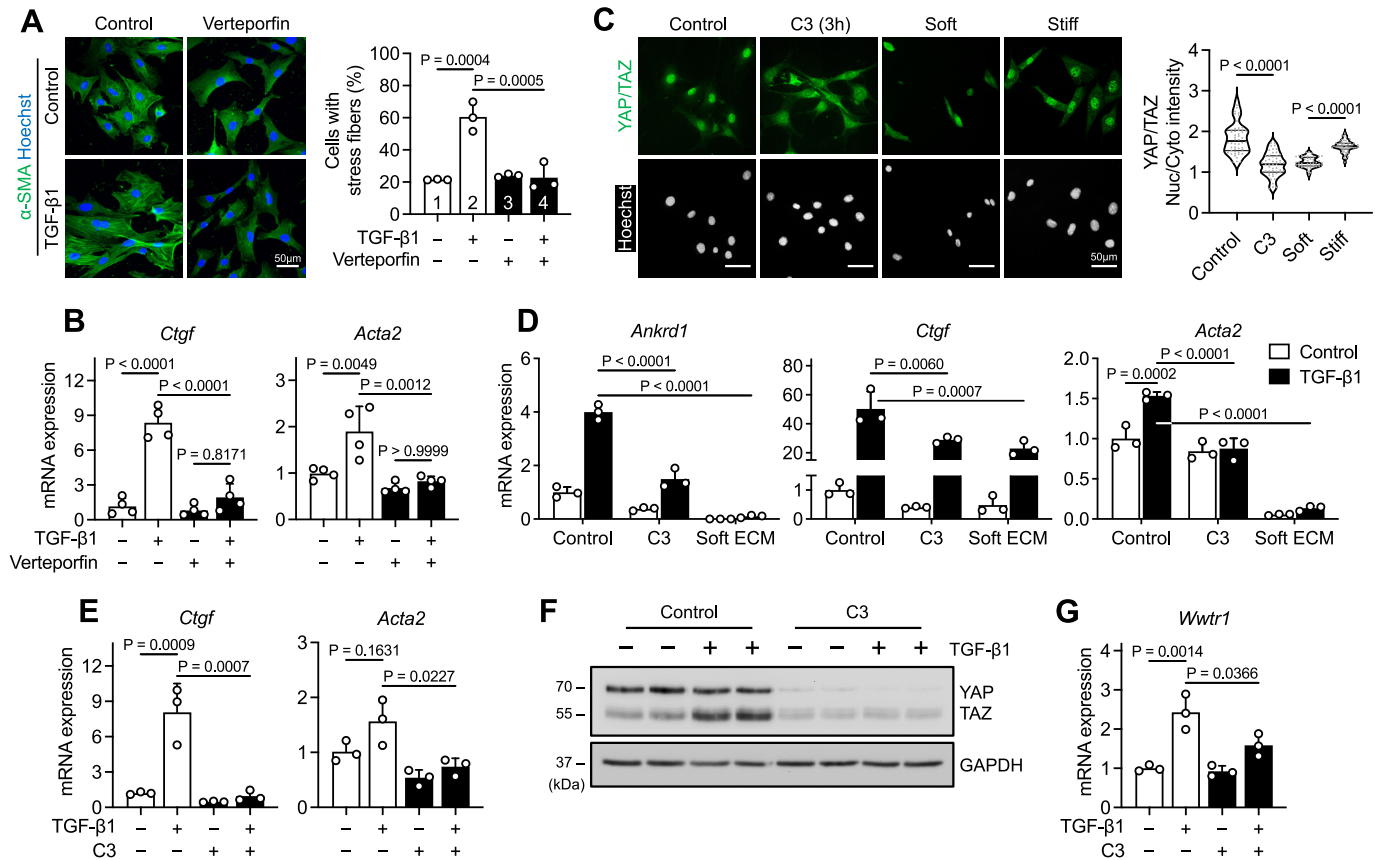 A
Control
Verteporfin
α-SMA Hoechst
Control
TGF-β1
50µm
Cells with
stress fibers (%)
100
80
60
40
20
0
P = 0.0004
P = 0.0005
1
2
3
4
TGF-β1
– + – +
Verteporfin
– – + +
C
Control
C3 (3h)
Soft
Stiff
YAP/TAZ
Hoechst
50µm
YAP/TAZ
Nuc/Cyto intensity
4
3
2
1
0
P < 0.0001
P < 0.0001
Control
C3
Soft
Stiff
B
Ctgf
mRNA expression
12
9
6
3
0
P < 0.0001
P < 0.0001
P = 0.8171
TGF-β1
– + – +
Verteporfin
– – + +
Acta2
3
2
1
0
P = 0.0049
P = 0.0012
P > 0.9999
– + – +
– – + +
D
Ankrd1
mRNA expression
6
4
2
0
P < 0.0001
P < 0.0001
Control
C3
Soft ECM
Ctgf
80
60
40
20
1
0
P = 0.0060
P = 0.0007
Control
C3
Soft ECM
Acta2
2.0
1.5
1.0
0.5
0.0
P < 0.0001
P = 0.0002
P < 0.0001
Control
C3
Soft ECM
Control
TGF-β1
E
Ctgf
mRNA expression
12
9
6
3
0
P = 0.0009
P = 0.0007
TGF-β1
– + – +
C3
– – + +
Acta2
3
2
1
0
P = 0.1631
P = 0.0227
– + – +
– – + +
F
Control
C3
– – + + – – + + TGF-β1
70
55
37
(kDa)
YAP
TAZ
GAPDH
G
Wwtr1
mRNA expression
4
3
2
1
0
P = 0.0014
P = 0.0366
TGF-β1
– + – +
C3
– – + +